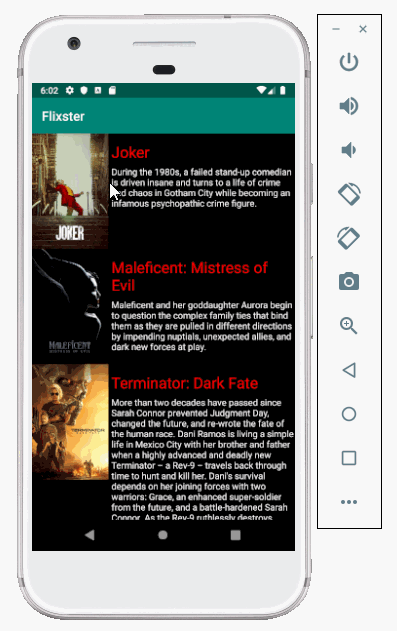 6:02
Flixster
Joker
During the 1980s, a failed stand-up comedian
is driven insane and turns to a life of crime
and chaos in Gotham City while becoming an
infamous psychopathic crime figure.
JOKER
Maleficent: Mistress of
Evil
Maleficent and her goddaughter Aurora begin
to question the complex family ties that bind
them as they are pulled in different directions
by impending nuptials, unexpected allies, and
dark new forces at play.
MALEFICENT
Terminator: Dark Fate
More than two decades have passed since
Sarah Connor prevented Judgment Day,
changed the future, and re-wrote the fate of
the human race. Dani Ramos is living a simple
life in Mexico City with her brother and father
when a highly advanced and deadly new
Terminator – a Rev-9 – travels back through
time to hunt and kill her. Dani's survival
depends on her joining forces with two
warriors: Grace, an enhanced super-soldier
from the future, and a battle-hardened Sarah
Connor. As the Rev-9 ruthlessly destroys
TERMINATOR